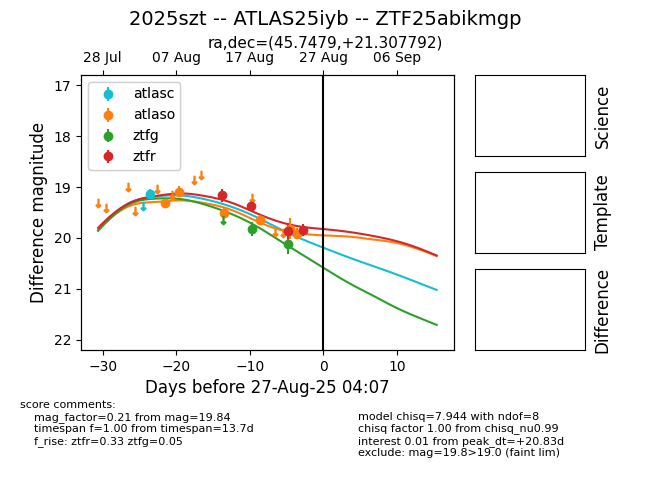 2025szt -- ATLAS25iyb -- ZTF25abikmgp
ra,dec=(45.7479,+21.307792)
28 Jul 07 Aug 17 Aug 27 Aug 06 Sep
17
18
19
20
21
22
Difference magnitude
atlasc
atlaso
ztfg
ztfr
−30 −20 −10 0 10
Days before 27-Aug-25 04:07
Science
Template
Difference
score comments:
mag_factor=0.21 from mag=19.84
timespan f=1.00 from timespan=13.7d
f_rise: ztfr=0.33 ztfg=0.05
model chisq=7.944 with ndof=8
chisq factor 1.00 from chisq_nu0.99
interest 0.01 from peak_dt=+20.83d
exclude: mag=19.8>19.0 (faint lim)